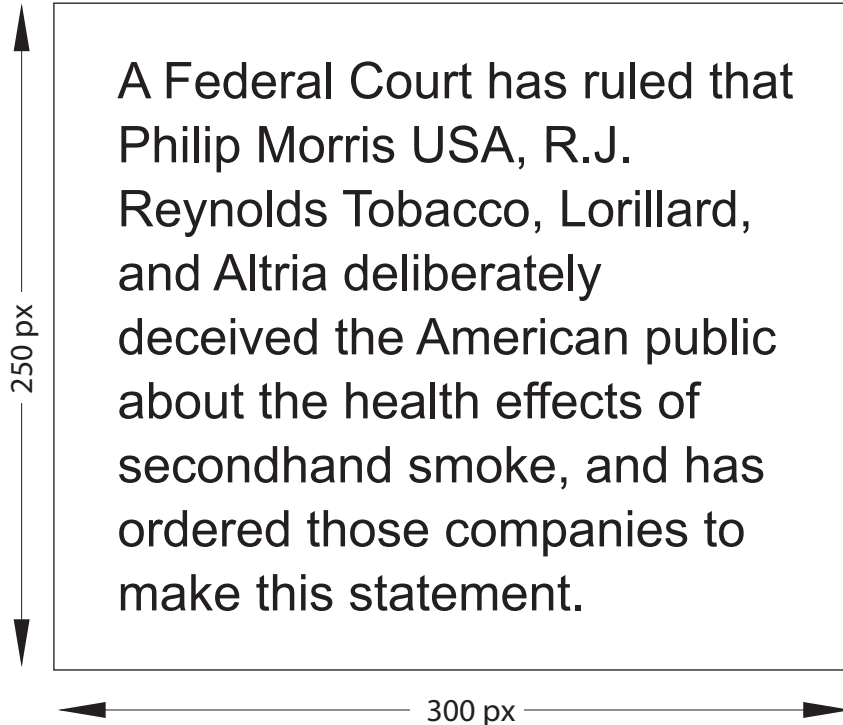 A Federal Court has ruled that
Philip Morris USA, R.J.
Reynolds Tobacco, Lorillard,
and Altria deliberately
deceived the American public
about the health effects of
secondhand smoke, and has
ordered those companies to
make this statement.
250 px
300 px